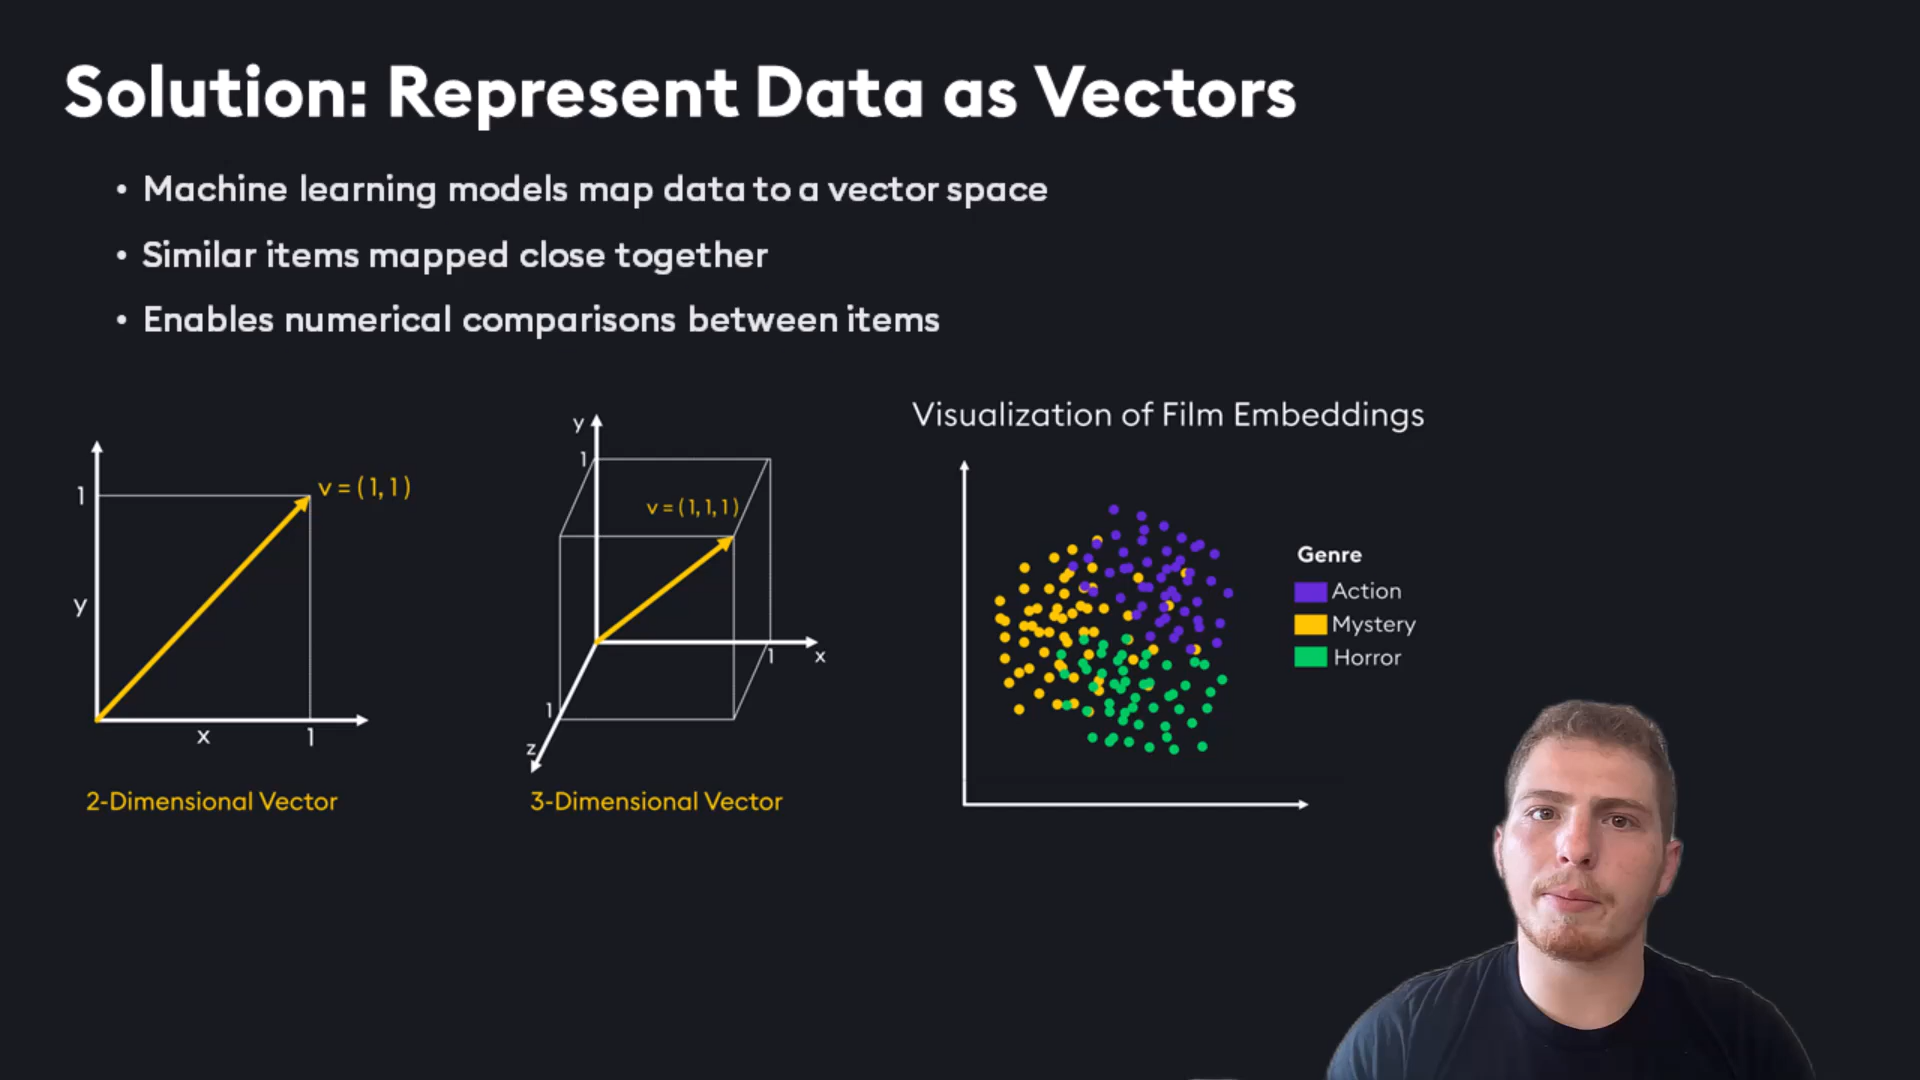 Solution: Represent Data as Vectors
• Machine learning models map data to a vector space
• Similar items mapped close together
• Enables numerical comparisons between items
1
v = (1, 1)
y
x
1
2-Dimensional Vector
y
1
v = (1, 1, 1)
1
x
1
z
3-Dimensional Vector
Visualization of Film Embeddings
Genre
Action
Mystery
Horror